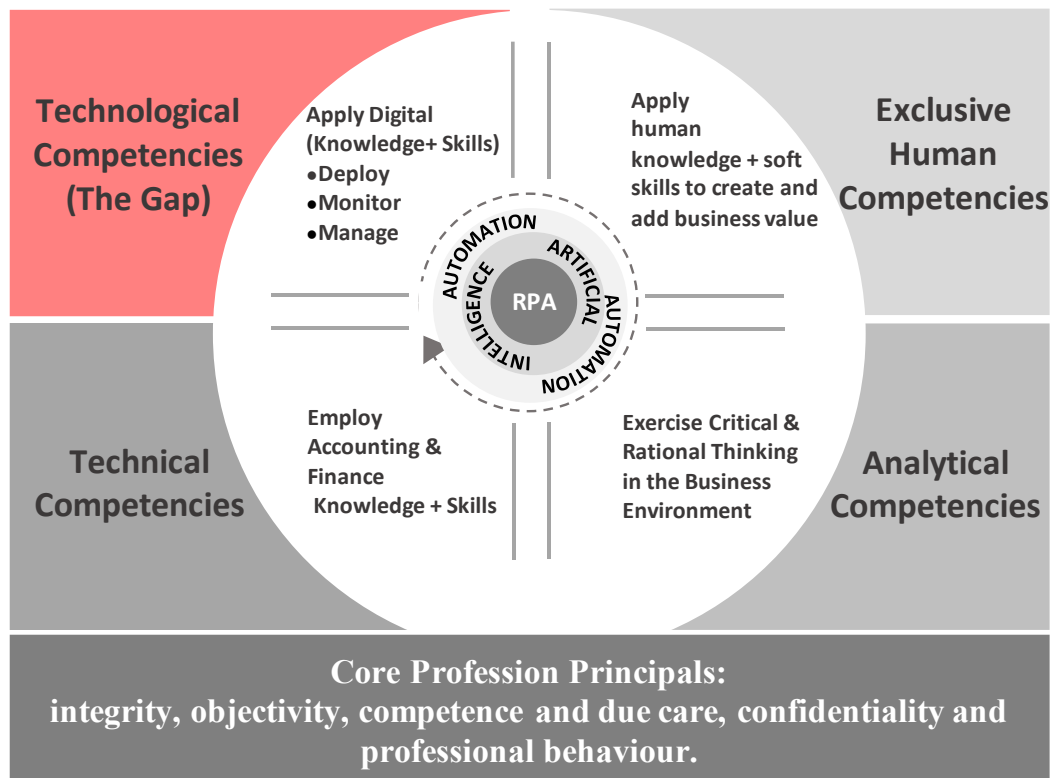 Technological
Competencies
(The Gap)
Apply Digital
(Knowledge+ Skills)
●Deploy
●Monitor
●Manage
Apply
human
knowledge + soft
skills to create and
add business value
Exclusive
Human
Competencies
AUTOMATION
ARTIFICIAL
INTELLIGENCE
RPA
AUTOMATION
Technical
Competencies
Employ
Accounting &
Finance
Knowledge + Skills
Exercise Critical &
Rational Thinking
in the Business
Environment
Analytical
Competencies
Core Profession Principals:
integrity, objectivity, competence and due care, confidentiality and
professional behaviour.